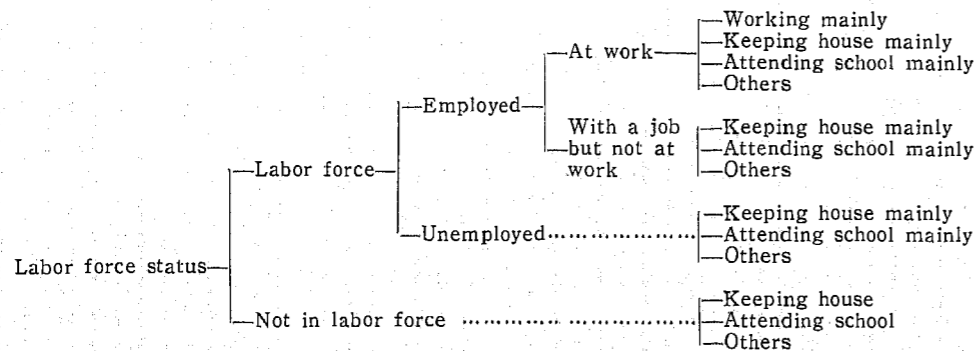 Working mainly
At work
Keeping house mainly
Attending school mainly
Others
Employed
With a job
but not at
work
Keeping house mainly
Attending school mainly
Others
Labor force
Unemployed
Keeping house mainly
Attending school mainly
Others
Labor force status
Not in labor force
Keeping house
Attending school
Others